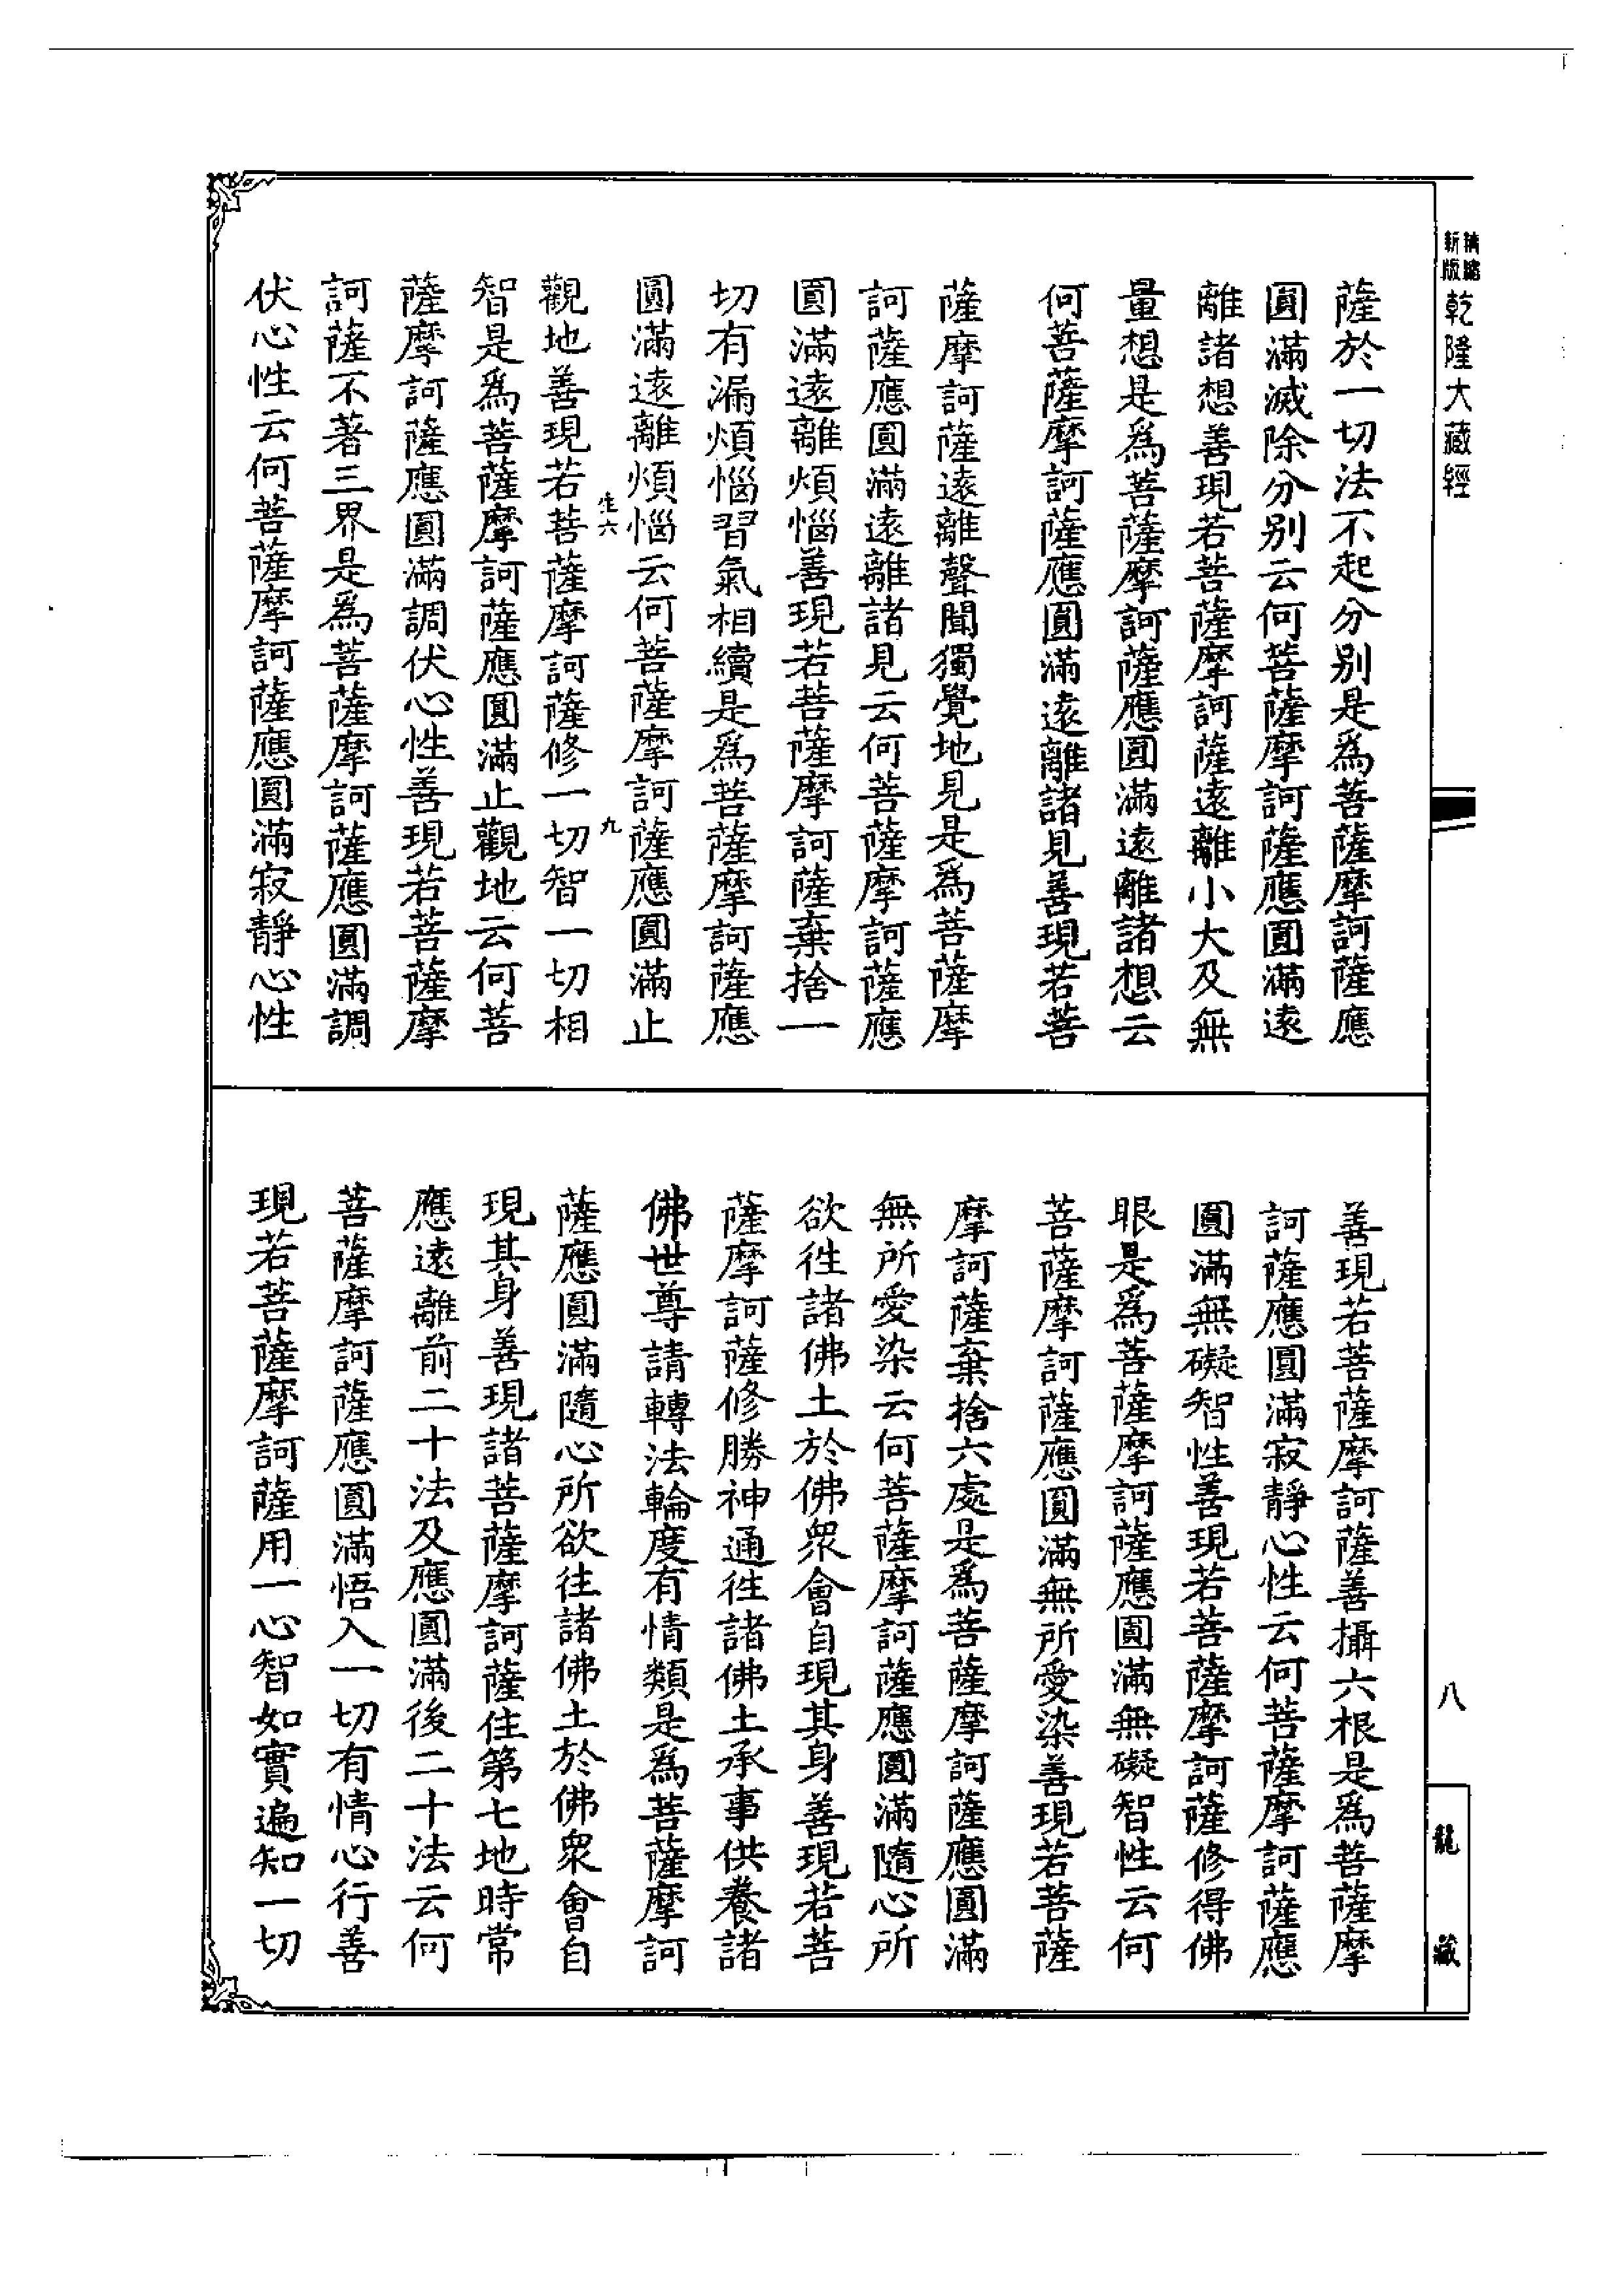 精縮
新版
乾隆大藏經
薩於一切法不起分別是為菩薩摩訶薩應
圓滿滅除分別云何菩薩摩訶薩應圓滿遠
離諸想善現若菩薩摩訶薩遠離小大及無
量想是為菩薩摩訶薩應圓滿遠離諸想云
何菩薩摩訶薩應圓滿遠離諸見善現若菩
薩摩訶薩遠離聲聞獨覺地見是為菩薩摩
訶薩應圓滿遠離諸見云何菩薩摩訶薩應
圓滿遠離煩惱善現若菩薩摩訶薩棄捨一
切有漏煩惱習氣相續是為菩薩摩訶薩應
圓滿遠離煩惱云何菩薩摩訶薩應圓滿止
生六 九
觀地善現若菩薩摩訶薩修一切智一切相
智是為菩薩摩訶薩應圓滿止觀地云何菩
薩摩訶薩應圓滿調伏心性善現若菩薩摩
訶薩不著三界是為菩薩摩訶薩應圓滿調
伏心性云何菩薩摩訶薩應圓滿寂靜心性
善現若菩薩摩訶薩善攝六根是為菩薩摩
訶薩應圓滿寂靜心性云何菩薩摩訶薩應
圓滿無礙智性善現若菩薩摩訶薩修得佛
眼是為菩薩摩訶薩應圓滿無礙智性云何
菩薩摩訶薩應圓滿無所愛染善現若菩薩
摩訶薩棄捨六處是為菩薩摩訶薩應圓滿
無所愛染云何菩薩摩訶薩應圓滿隨心所
欲往諸佛土於佛眾會自現其身善現若菩
薩摩訶薩修勝神通往諸佛土承事供養諸
佛世尊請轉法輪度有情類是為菩薩摩訶
薩應圓滿隨心所欲往諸佛土於佛眾會自
現其身善現諸菩薩摩訶薩住第七地時常
應遠離前二十法及應圓滿後二十法云何
菩薩摩訶薩應圓滿悟入一切有情心行善
現若菩薩摩訶薩用一心智如實遍知一切
八
龍藏